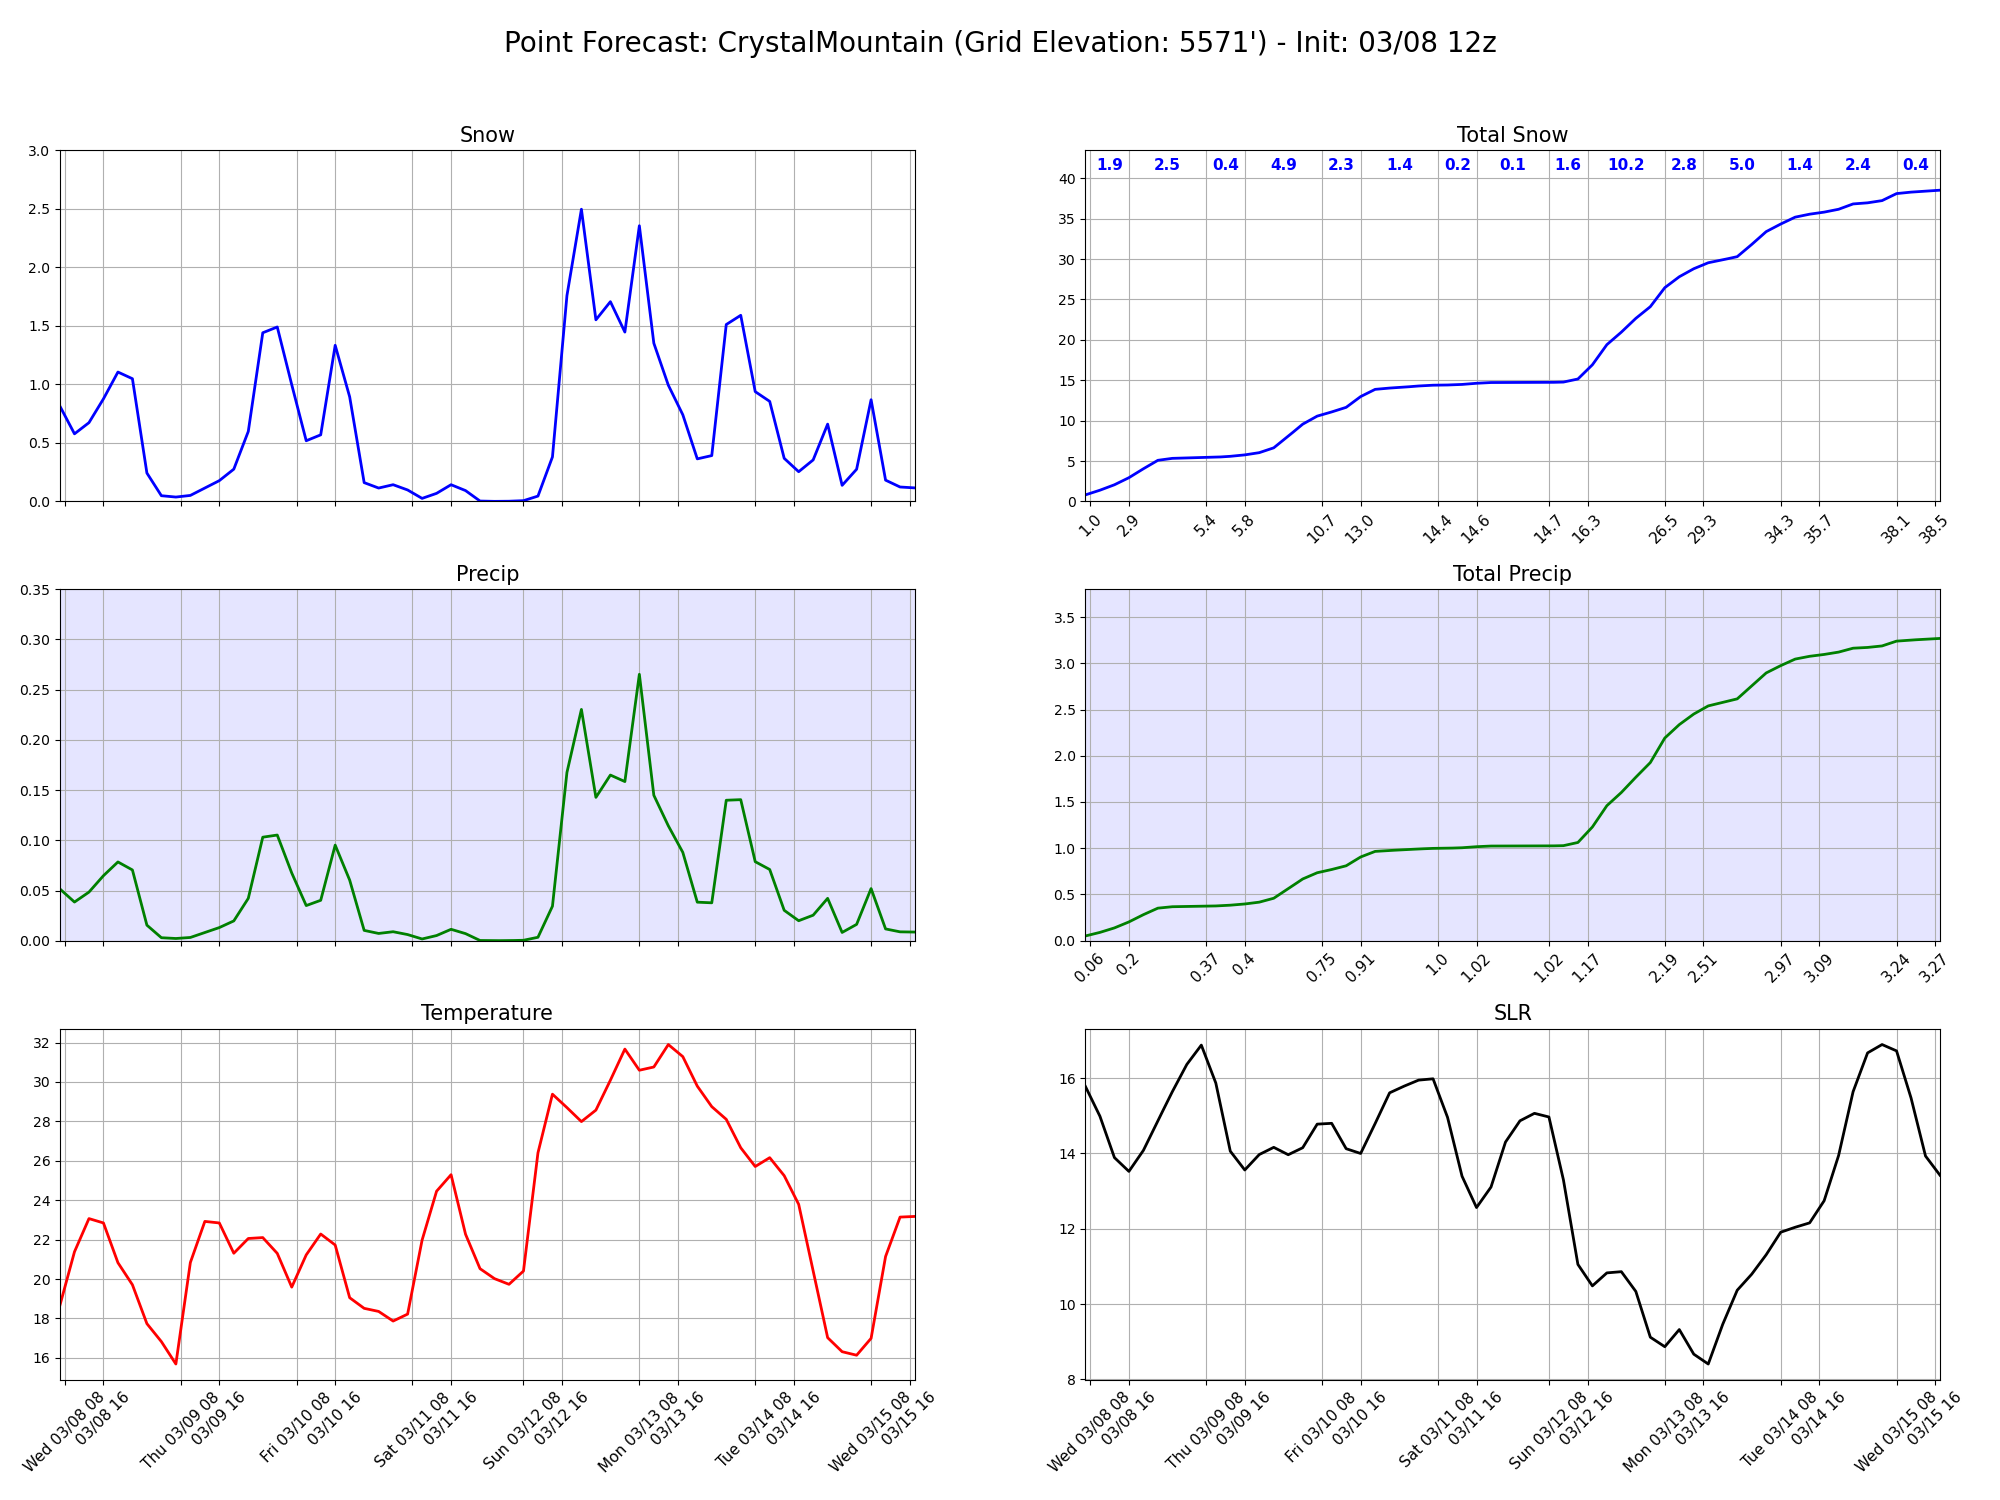 Point Forecast: CrystalMountain (Grid Elevation: 5571') - Init: 03/08 12z
Snow
3.0
2.5
2.0
1.5
1.0
0.5
0.0
Total Snow
1.9 2.5 0.4 4.9 2.3 1.4 0.2 0.1 1.6 10.2 2.8 5.0 1.4 2.4 0.4
40
35
30
25
20
15
10
5
0
1.0 2.9 5.4 5.8 10.7 13.0 14.4 14.6 14.7 16.3 26.5 29.3 34.3 35.7 38.1 38.5
Precip
0.35
0.30
0.25
0.20
0.15
0.10
0.05
0.00
Total Precip
3.5
3.0
2.5
2.0
1.5
1.0
0.5
0.0
0.06 0.2 0.37 0.4 0.75 0.91 1.0 1.02 1.02 1.17 2.19 2.51 2.97 3.09 3.24 3.27
Temperature
32
30
28
26
24
22
20
18
16
Wed 03/08 08
03/08 16
Thu 03/09 08
03/09 16
Fri 03/10 08
03/10 16
Sat 03/11 08
03/11 16
Sun 03/12 08
03/12 16
Mon 03/13 08
03/13 16
Tue 03/14 08
03/14 16
Wed 03/15 08
03/15 16
SLR
16
14
12
10
8
Wed 03/08 08
03/08 16
Thu 03/09 08
03/09 16
Fri 03/10 08
03/10 16
Sat 03/11 08
03/11 16
Sun 03/12 08
03/12 16
Mon 03/13 08
03/13 16
Tue 03/14 08
03/14 16
Wed 03/15 08
03/15 16